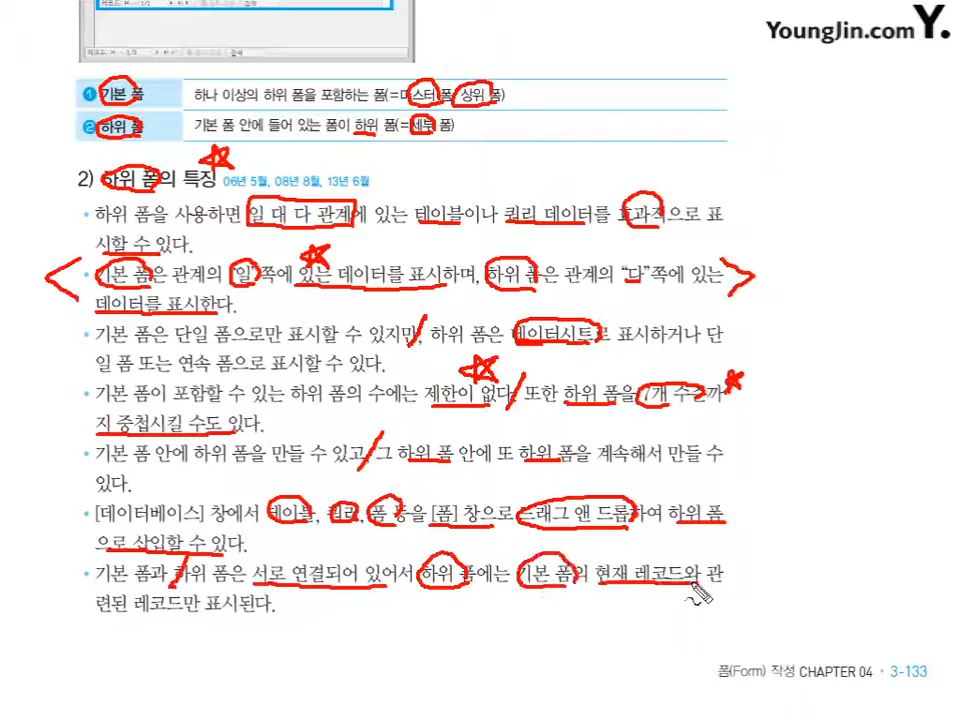 YoungJin.com Y.
❶ 기본 폼 하나 이상의 하위 폼을 포함하는 폼(=마스터 폼, 상위 폼)
❷ 하위 폼 기본 폼 안에 들어 있는 폼이 하위 폼(=세부 폼)
2) 하위 폼의 특징 06년 5월, 08년 8월, 13년 6월
• 하위 폼을 사용하면 일 대 다 관계에 있는 테이블이나 쿼리 데이터를 효과적으로 표
시할 수 있다.
• 기본 폼은 관계의 “일”쪽에 있는 데이터를 표시하며, 하위 폼은 관계의 “다”쪽에 있는
데이터를 표시한다.
• 기본 폼은 단일 폼으로만 표시할 수 있지만, 하위 폼은 데이터시트로 표시하거나 단
일 폼 또는 연속 폼으로 표시할 수 있다.
• 기본 폼이 포함할 수 있는 하위 폼의 수에는 제한이 없다. 또한 하위 폼을 7개 수준까
지 중첩시킬 수도 있다.
• 기본 폼 안에 하위 폼을 만들 수 있고, 그 하위 폼 안에 또 하위 폼을 계속해서 만들 수
있다.
• [데이터베이스] 창에서 테이블, 쿼리, 폼 등을 [폼] 창으로 드래그 앤 드롭하여 하위 폼
으로 삽입할 수 있다.
• 기본 폼과 하위 폼은 서로 연결되어 있어서 하위 폼에는 기본 폼의 현재 레코드와 관
련된 레코드만 표시된다.
폼(Form) 작성 CHAPTER 04 • 3-133